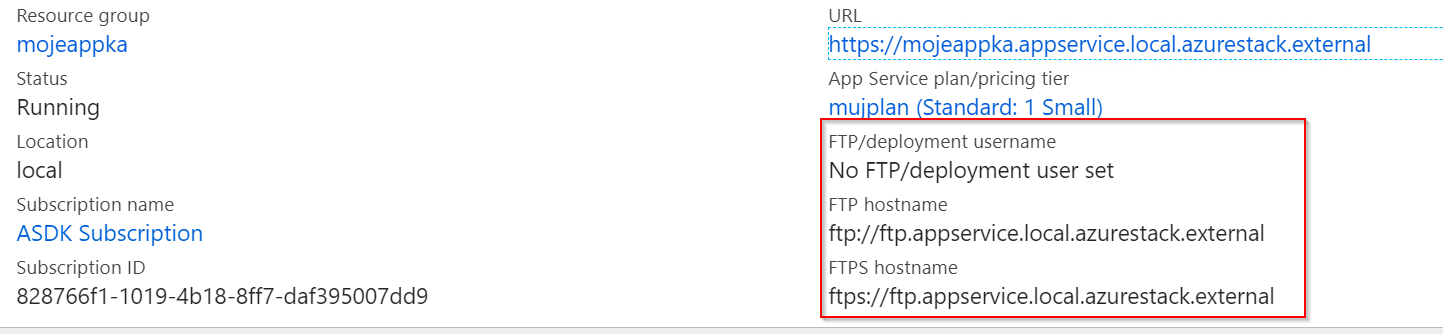 Resource group
mojeappka
Status
Running
Location
local
Subscription name
ASDK Subscription
Subscription ID
828766f1-1019-4b18-8ff7-daf395007dd9
URL
https://mojeappka.appservice.local.azurestack.external
App Service plan/pricing tier
mujplan (Standard: 1 Small)
FTP/deployment username
No FTP/deployment user set
FTP hostname
ftp://ftp.appservice.local.azurestack.external
FTPS hostname
ftps://ftp.appservice.local.azurestack.external